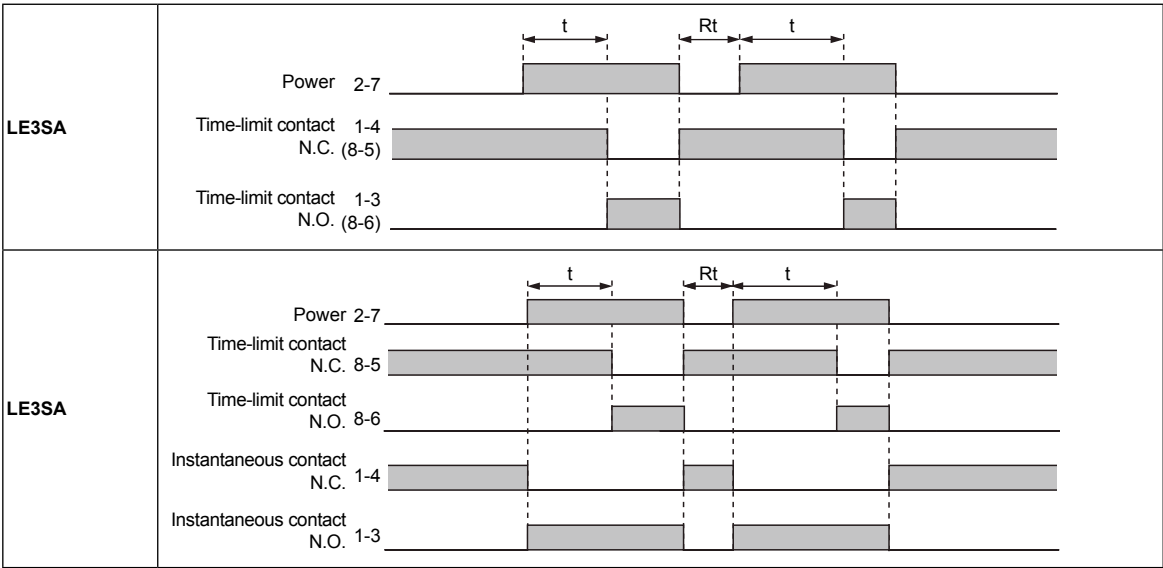 t Rt t
Power 2-7
LE3SA
Time-limit contact 1-4
N.C. (8-5)
Time-limit contact 1-3
N.O. (8-6)
t Rt t
Power 2-7
Time-limit contact
N.C. 8-5
LE3SA
Time-limit contact
N.O. 8-6
Instantaneous contact
N.C. 1-4
Instantaneous contact
N.O. 1-3